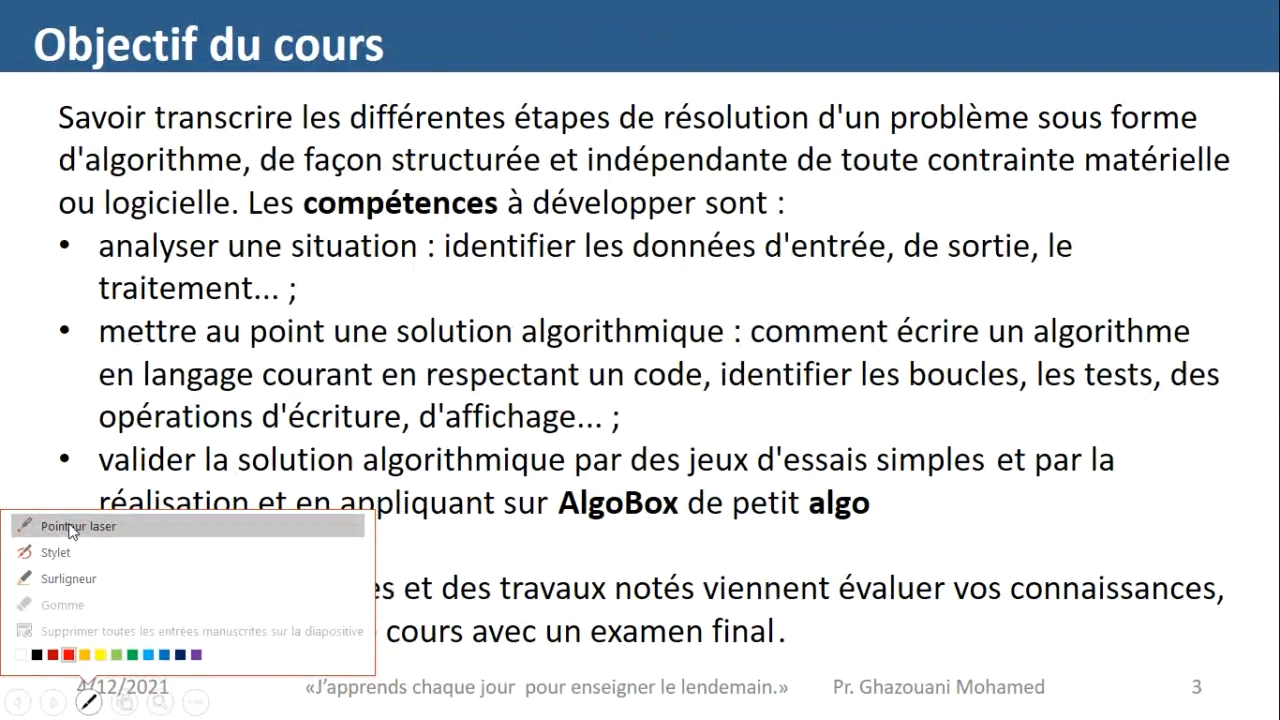 Objectif du cours
Savoir transcrire les différentes étapes de résolution d'un problème sous forme
d'algorithme, de façon structurée et indépendante de toute contrainte matérielle
ou logicielle. Les compétences à développer sont :
• analyser une situation : identifier les données d'entrée, de sortie, le
traitement... ;
• mettre au point une solution algorithmique : comment écrire un algorithme
en langage courant en respectant un code, identifier les boucles, les tests, des
opérations d'écriture, d'affichage... ;
• valider la solution algorithmique par des jeux d'essais simples et par la
réalisation et en appliquant sur AlgoBox de petit algo
Pointeur laser
Stylet
Surligneur
Gomme
Supprimer toutes les entrées manuscrites sur la diapositive
et des travaux notés viennent évaluer vos connaissances,
cours avec un examen final.
4/12/2021 «J’apprends chaque jour pour enseigner le lendemain.» Pr. Ghazouani Mohamed 3